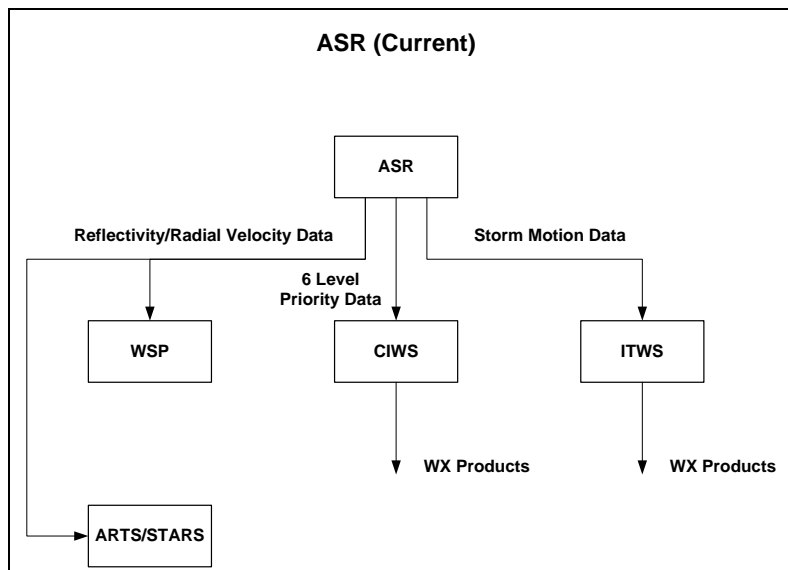 ASR (Current)
ASR
Reflectivity/Radial Velocity Data
Storm Motion Data
6 Level
Priority Data
WSP
CIWS
ITWS
WX Products
WX Products
ARTS/STARS